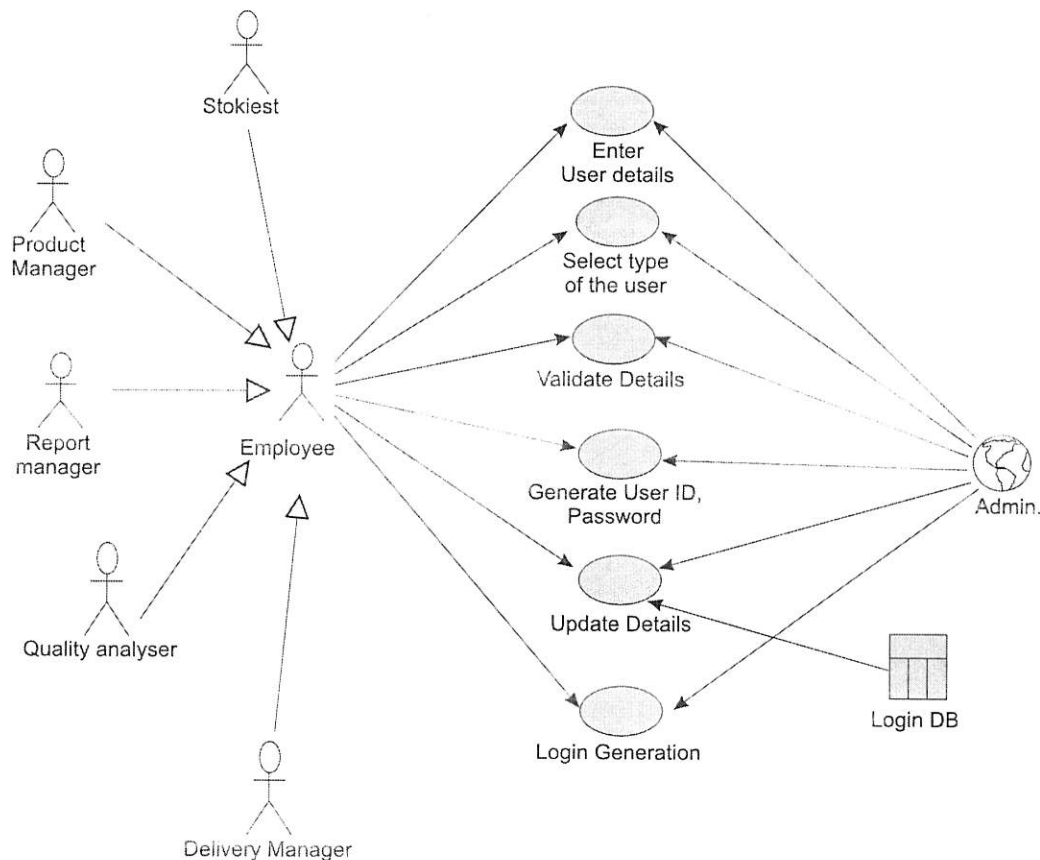 Stokiest
Enter
User details
Product
Manager
Select type
of the user
Validate Details
Report
manager
Employee
Generate User ID,
Password
Admin.
Update Details
Quality analyser
Login DB
Login Generation
Delivery Manager